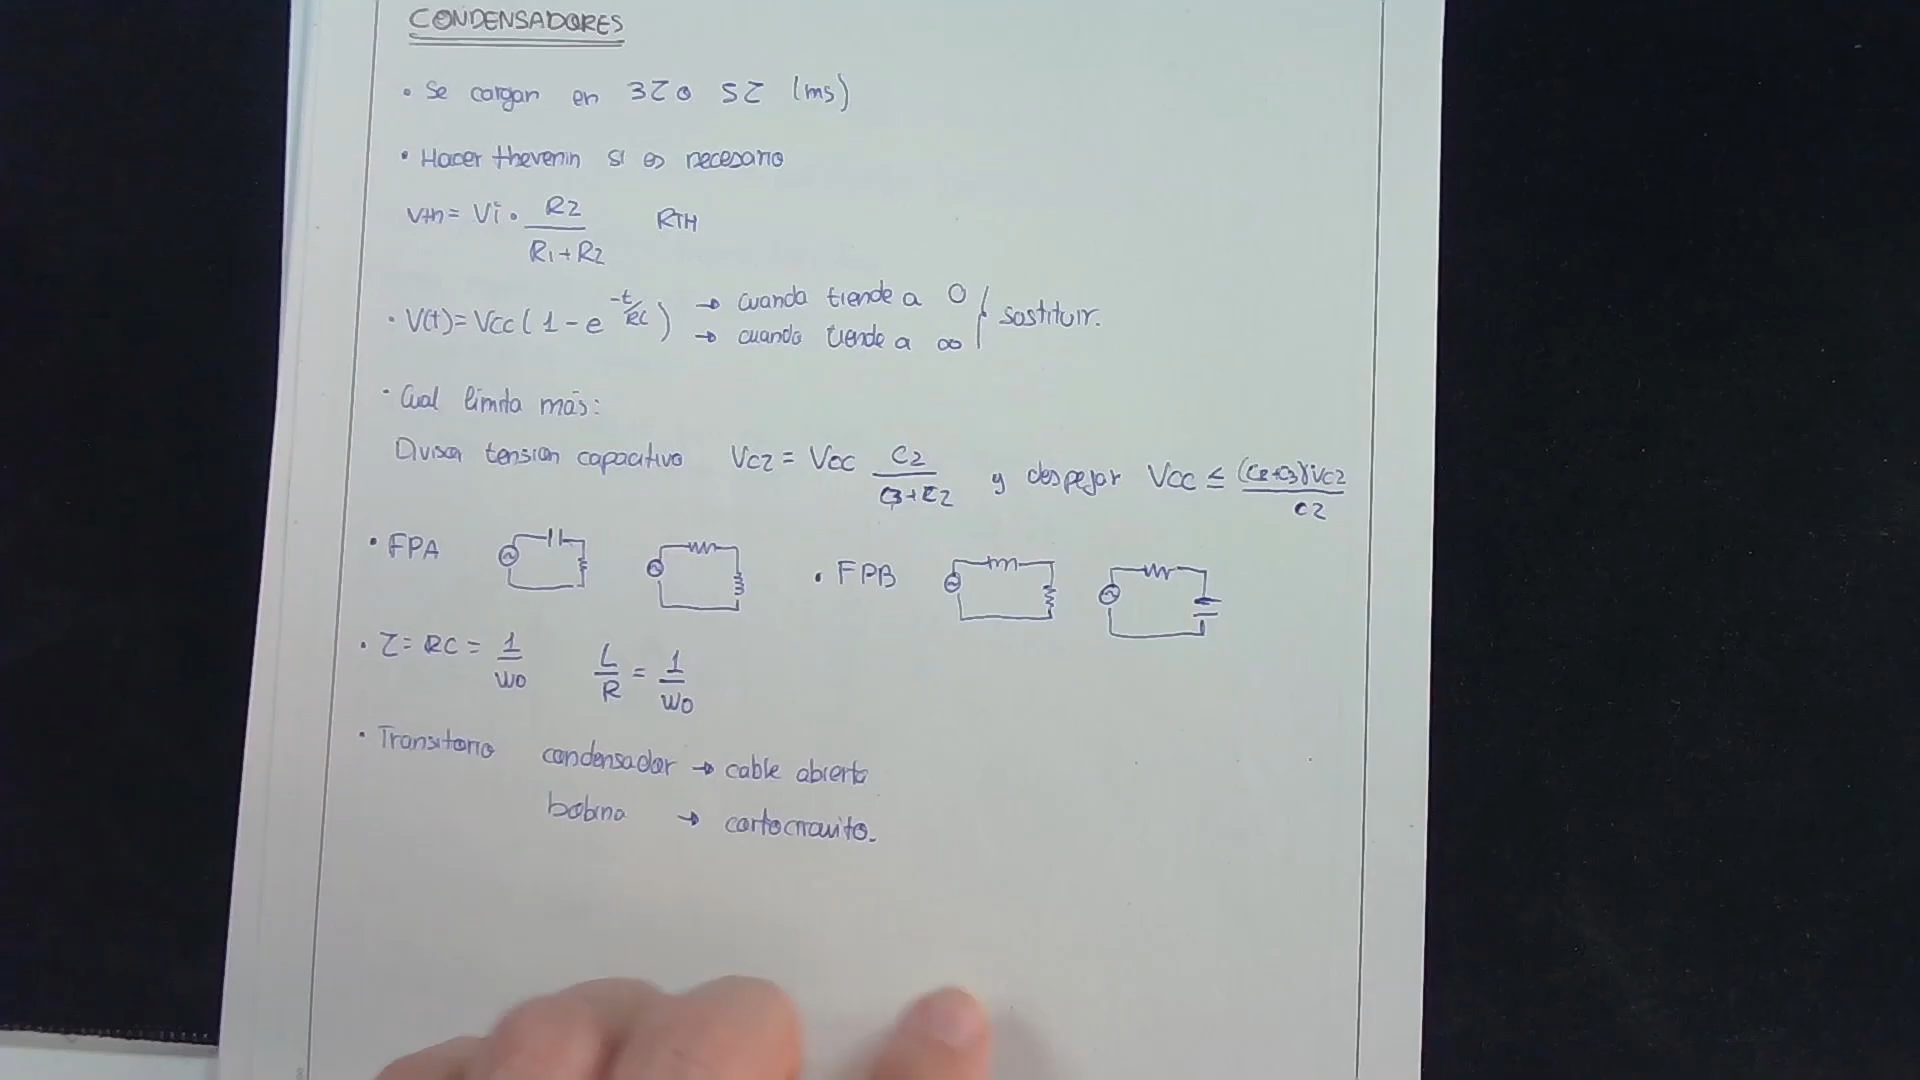 CONDENSADORES
• Se cargan en 3τ o 5τ (ms)
• Hacer thevenin si es necesario
Vth = Vi · R2 / (R1 + R2) RTH
• V(t) = Vcc (1 - e^(-t/RC)) → cuando tiende a 0 } sustituir.
→ cuando tiende a ∞
• Cual limita más:
Divisor tension capacitivo VC2 = Vcc C2 / (C3 + C2) y despejar Vcc ≤ (C2+C3) VC2 / C2
• FPA • FPB
• τ = RC = 1/W0 L/R = 1/W0
• Transitorio condensador → cable abierto
bobina → cortocircuito.